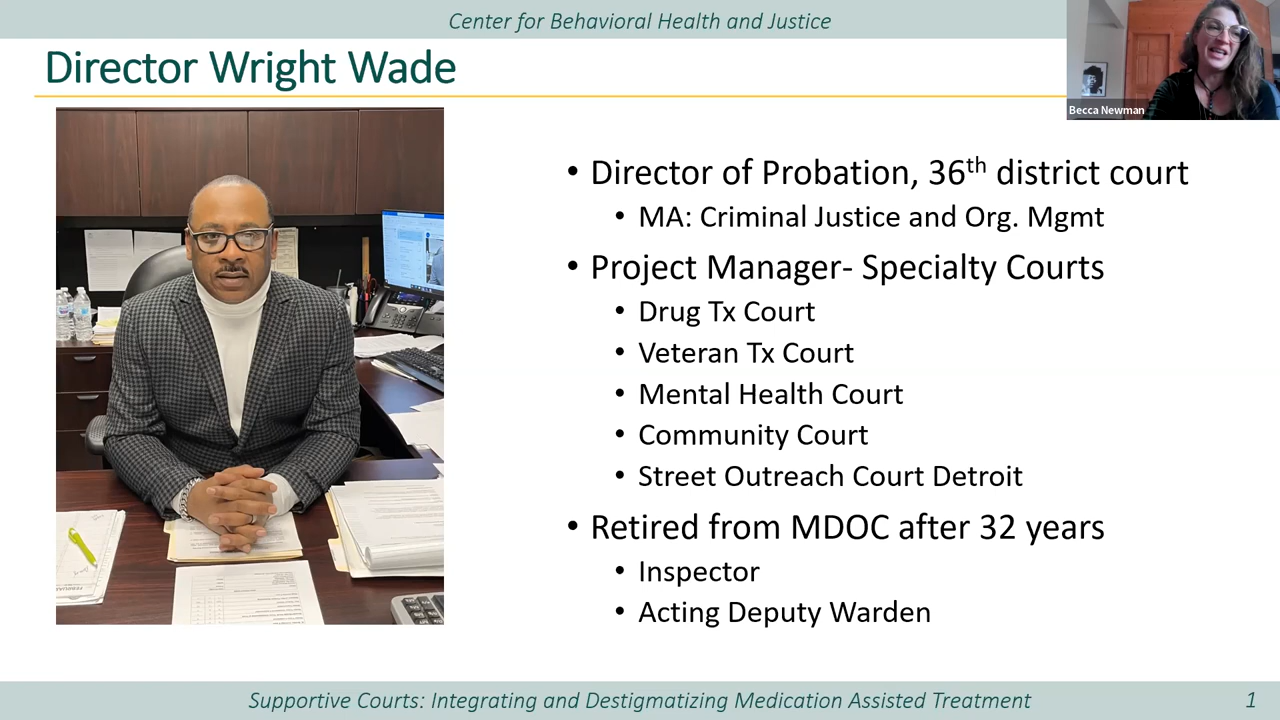 Center for Behavioral Health and Justice
Director Wright Wade
Becca Newman
• Director of Probation, 36th district court
• MA: Criminal Justice and Org. Mgmt
• Project Manager- Specialty Courts
• Drug Tx Court
• Veteran Tx Court
• Mental Health Court
• Community Court
• Street Outreach Court Detroit
• Retired from MDOC after 32 years
• Inspector
• Acting Deputy Warden
Supportive Courts: Integrating and Destigmatizing Medication Assisted Treatment
1